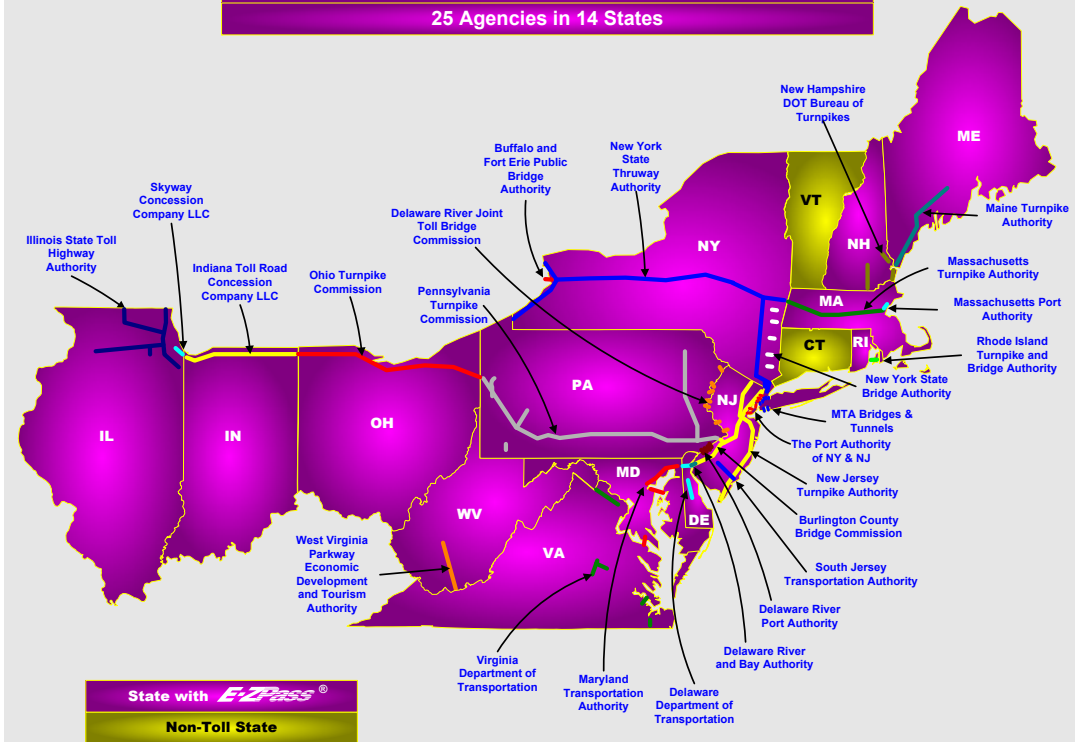 25 Agencies in 14 States
New Hampshire
DOT Bureau of
Turnpikes
ME
Buffalo and
Fort Erie Public
Bridge
Authority
New York
State
Thruway
Authority
Skyway
Concession
Company LLC
VT
Delaware River Joint
Toll Bridge
Commission
Maine Turnpike
Authority
Illinois State Toll
Highway
Authority
NY
NH
Indiana Toll Road
Concession
Company LLC
Ohio Turnpike
Commission
Pennsylvania
Turnpike
Commission
Massachusetts
Turnpike Authority
MA
Massachusetts Port
Authority
CT
RI
Rhode Island
Turnpike and
Bridge Authority
PA
New York State
Bridge Authority
NJ
MTA Bridges &
Tunnels
OH
IL
IN
The Port Authority
of NY & NJ
MD
New Jersey
Turnpike Authority
WV
DE
Burlington County
Bridge Commission
VA
West Virginia
Parkway
Economic
Development
and Tourism
Authority
South Jersey
Transportation Authority
Delaware River
Port Authority
Delaware River
and Bay Authority
Virginia
Department of
Transportation
Maryland
Transportation
Authority
Delaware
Department of
Transportation
State with E-ZPass ®
Non-Toll State